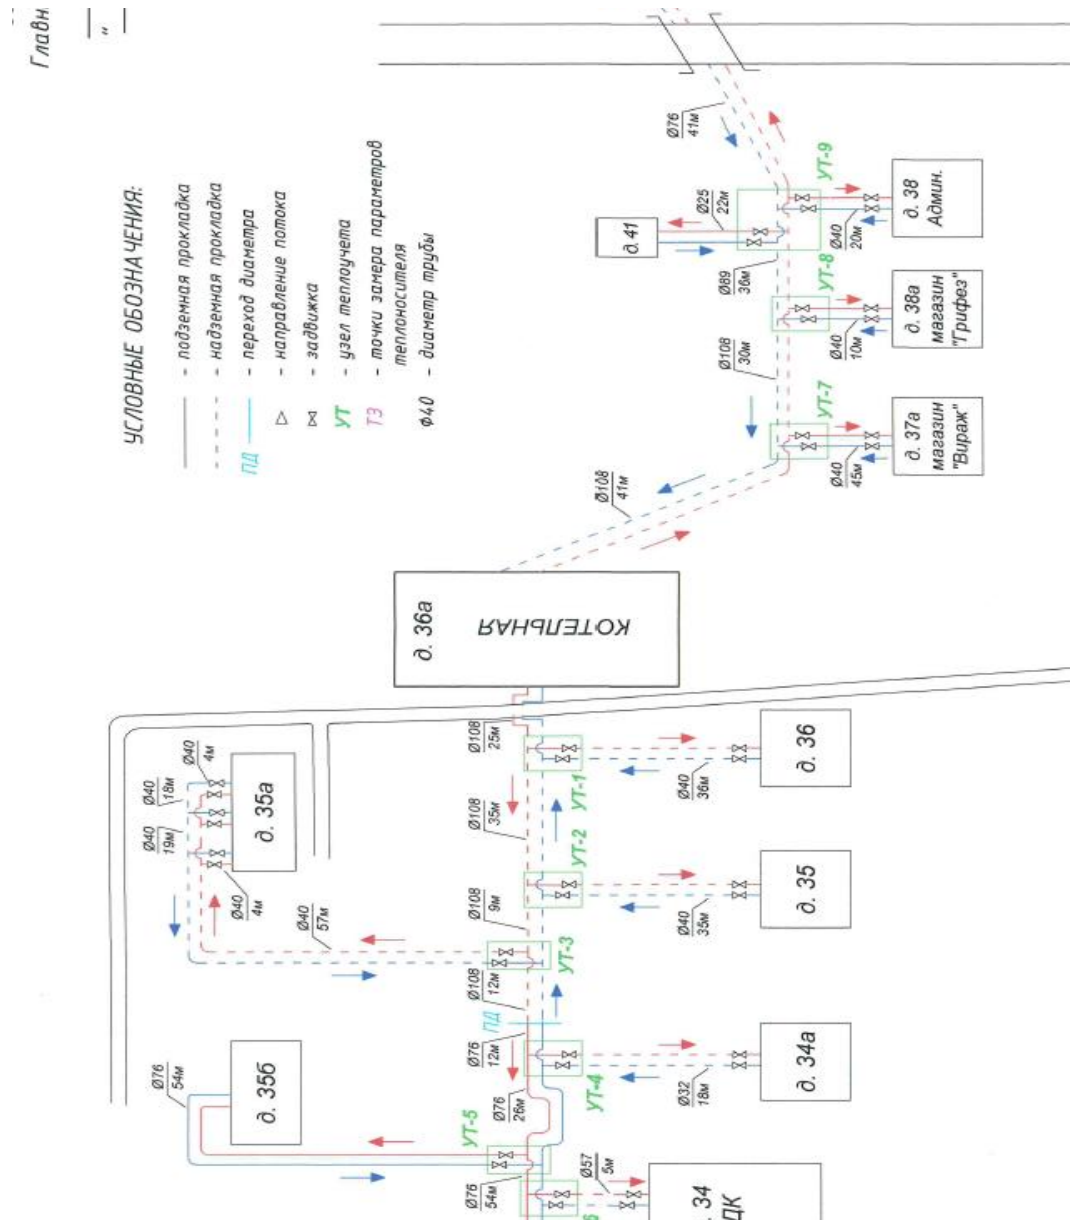 Главн
"
УСЛОВНЫЕ ОБОЗНАЧЕНИЯ:
- подземная прокладка
- надземная прокладка
ПД - переход диаметра
- направление потока
- задвижка
УТ - узел теплоучета
ТЗ - точки замера параметров
теплоносителя
ф40 - диаметр трубы
Ø76
41м
УТ-9
д. 38
Админ.
Ø40
20м
Ø25
22м
д.41
Ø89
36м
УТ-8
д. 38а
магазин
"Грифез"
Ø40
10м
Ø108
30м
УТ-7
д. 37а
магазин
"Вираж"
Ø40
45м
Ø108
41м
д. 36а
КОТЕЛЬНАЯ
Ø108
25м
УТ-1
д. 36
Ø40
36м
Ø108
35м
УТ-2
д. 35
Ø40
35м
Ø108
9м
УТ-3
Ø40
4м
Ø40
18м
Ø40
19м
д. 35а
Ø40
4м
Ø40
57м
Ø108
12м
ПД
Ø76
12м
УТ-4
д. 34а
Ø32
18м
Ø76
26м
УТ-5
Ø76
54м
д. 35б
Ø76
54м
Ø57
5м
6
. 34
ДК